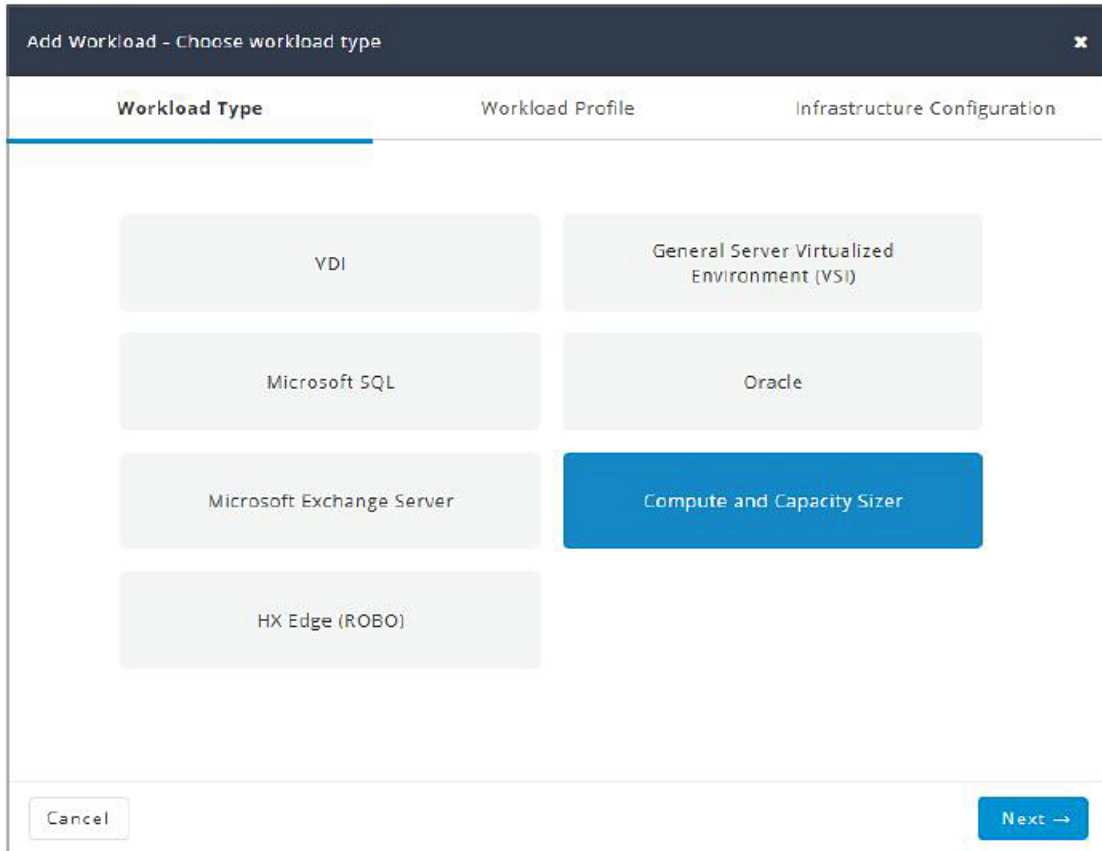 Add Workload - Choose workload type ✖
Workload Type Workload Profile Infrastructure Configuration
VDI
General Server Virtualized
Environment (VSI)
Microsoft SQL
Oracle
Microsoft Exchange Server
Compute and Capacity Sizer
HX Edge (ROBO)
Cancel
Next →